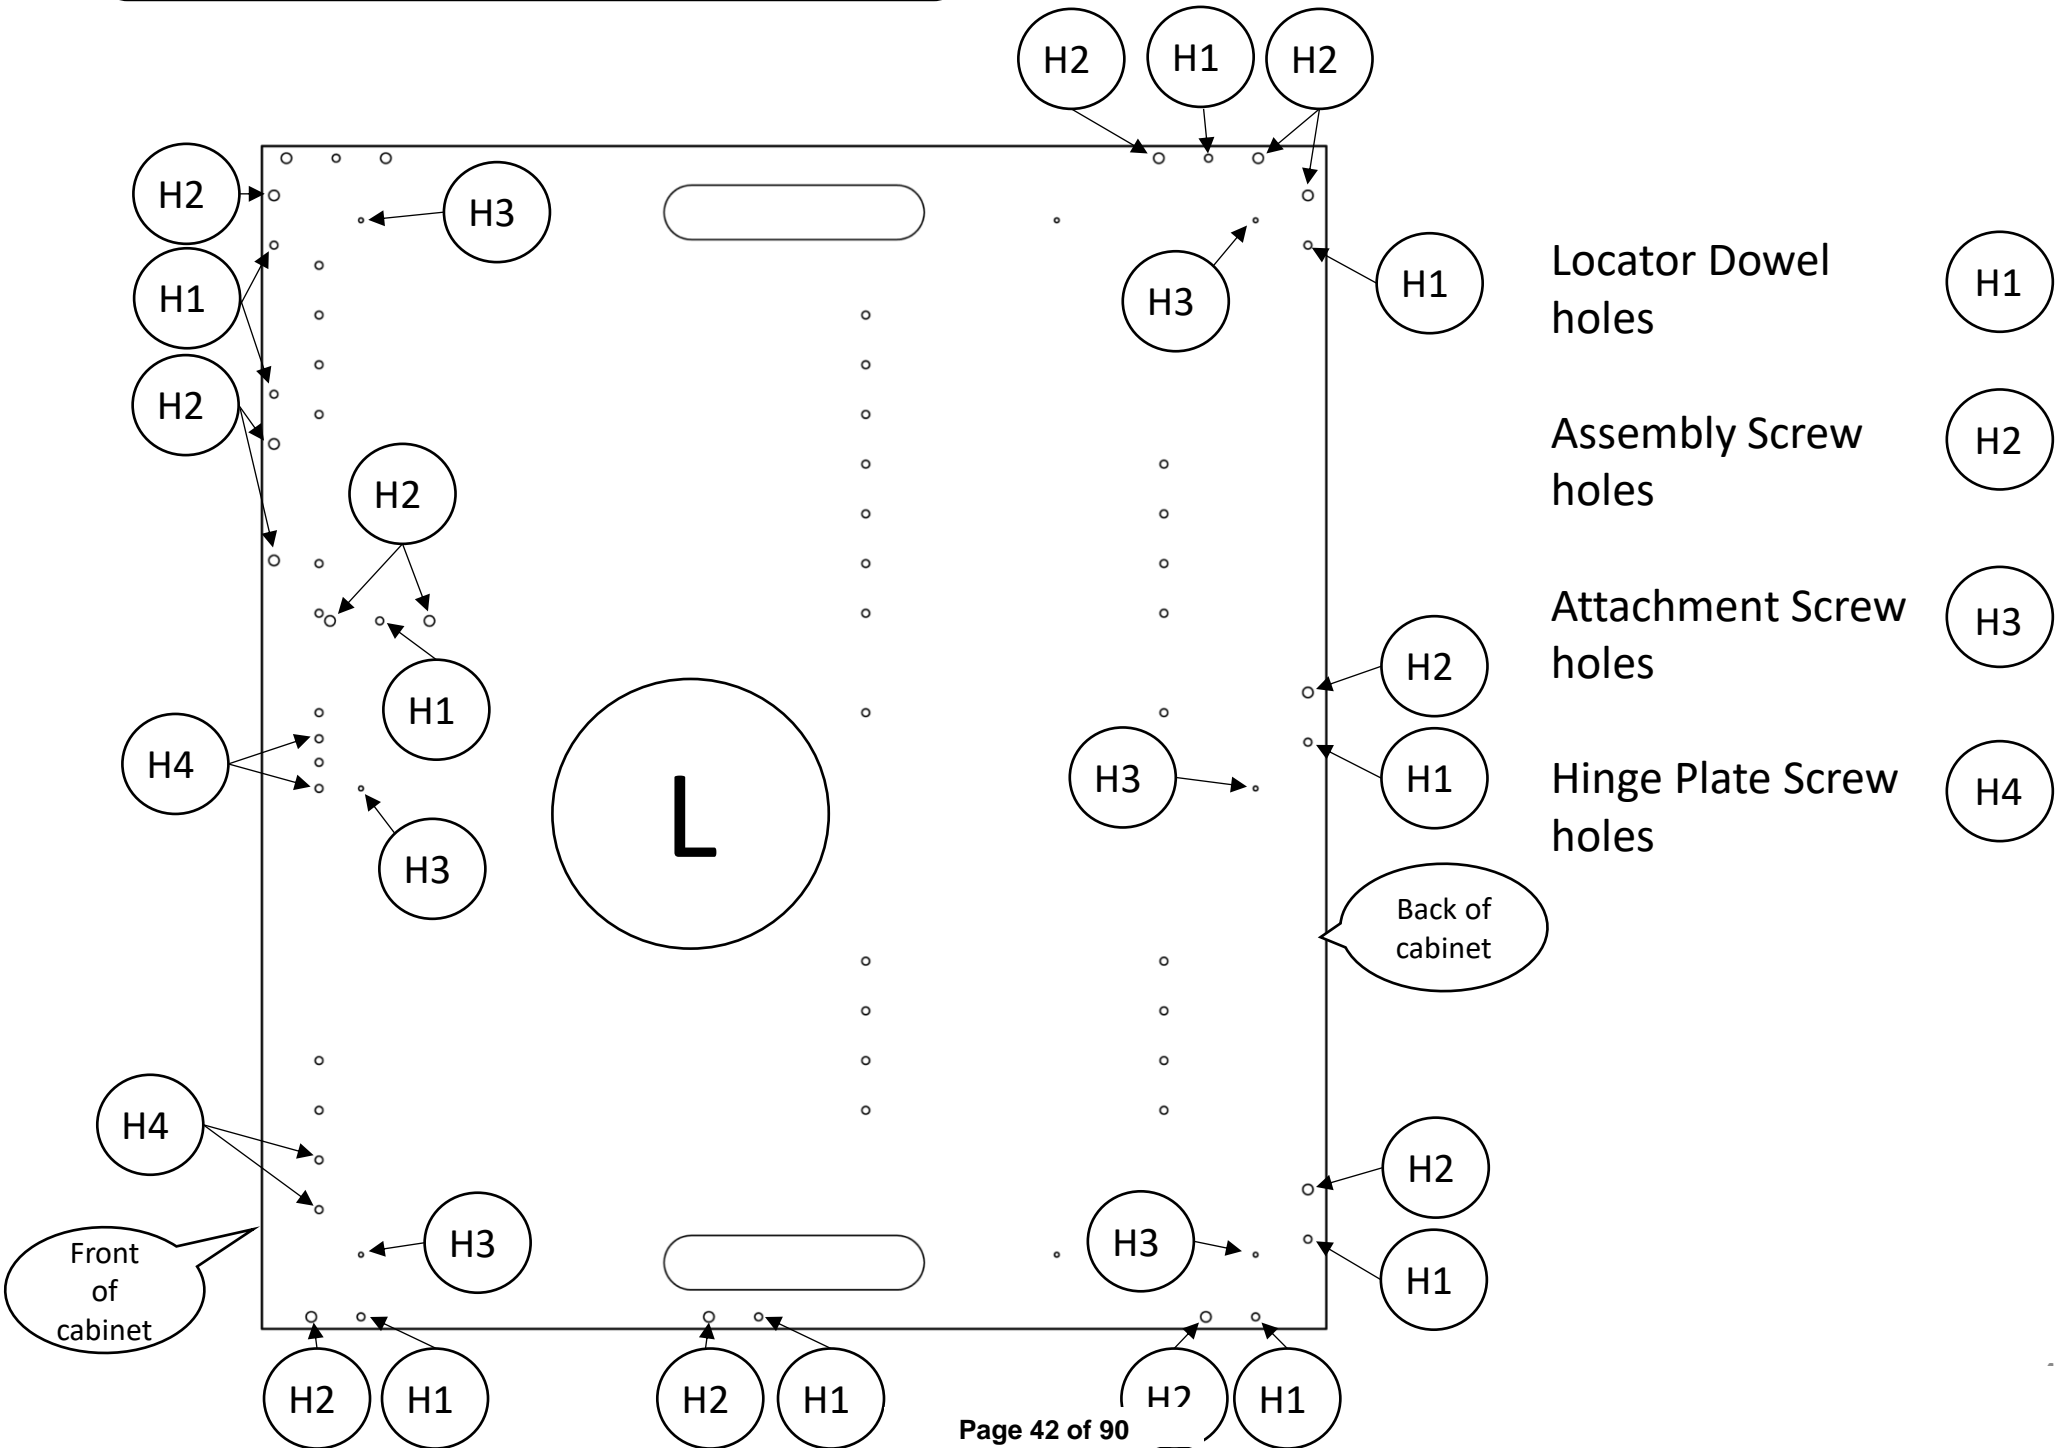 H2
H1
H2
H2
H3
H1
H3
H1
H2
H2
H1
H4
H3
L
H3
H2
H1
Back of
cabinet
H4
H3
H3
H2
H1
Front
of
cabinet
H2
H1
H2
H1
H2
H1
Locator Dowel
holes
H1
Assembly Screw
holes
H2
Attachment Screw
holes
H3
Hinge Plate Screw
holes
H4
Page 42 of 90